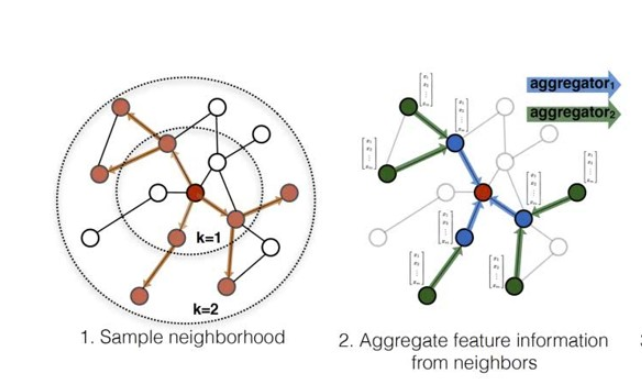 aggregator1
aggregator2
k=1
k=2
1. Sample neighborhood
2. Aggregate feature information
from neighbors